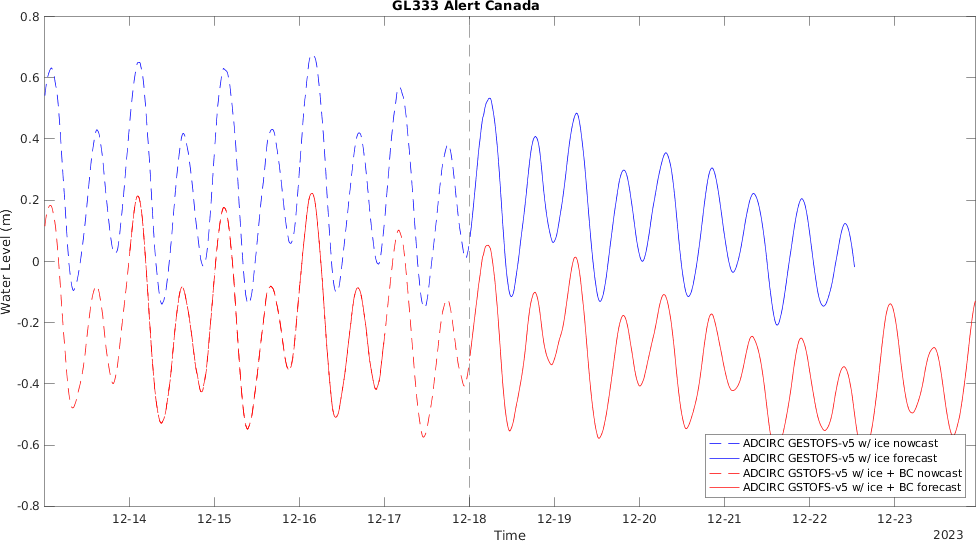 GL333 Alert Canada
0.8
0.6
0.4
0.2
0
-0.2
-0.4
-0.6
-0.8
Water Level (m)
12-14 12-15 12-16 12-17 12-18 12-19 12-20 12-21 12-22 12-23
Time
2023
ADCIRC GESTOFS-v5 w/ ice nowcast
ADCIRC GESTOFS-v5 w/ ice forecast
ADCIRC GSTOFS-v5 w/ ice + BC nowcast
ADCIRC GSTOFS-v5 w/ ice + BC forecast